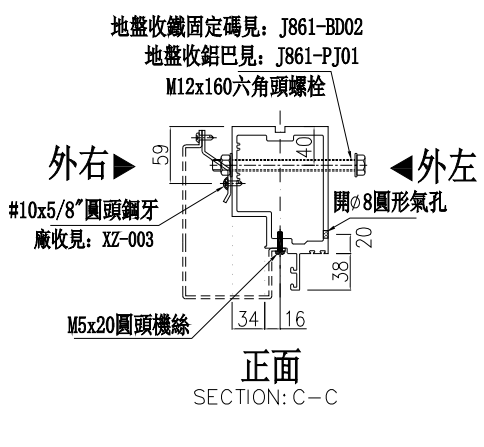 地盤收鐵固定碼見：J861-BD02
地盤收鋁巴見：J861-PJ01
M12x160六角頭螺栓
59
40
外右
外左
#10x5/8"圓頭鋼牙
廠收見：XZ-003
開⌀8圓形氣孔
20
38
M5x20圓頭機絲
34
16
正面
SECTION: C-C